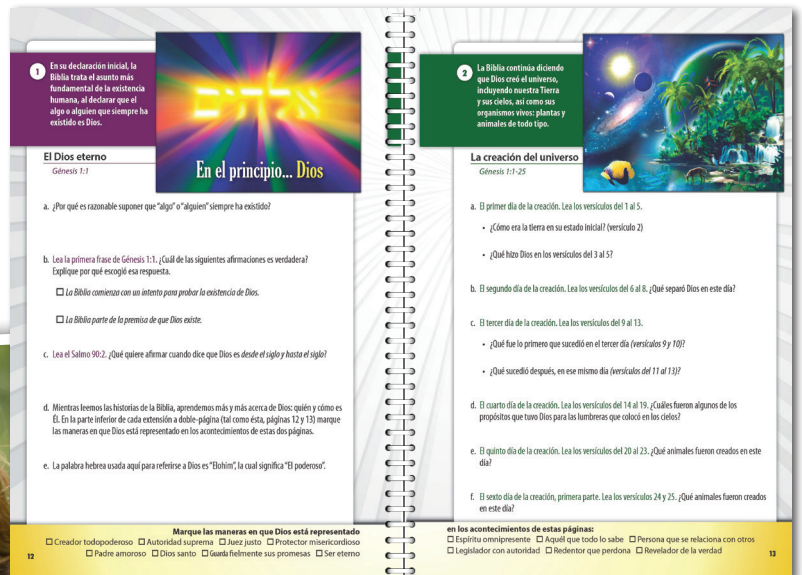 1
En su declaración inicial, la
Biblia trata el asunto más
fundamental de la existencia
humana, al declarar que el
algo o alguien que siempre ha
existido es Dios.
En el principio... Dios
El Dios eterno
Génesis 1:1
a. ¿Por qué es razonable suponer que “algo” o “alguien” siempre ha existido?
b. Lea la primera frase de Génesis 1:1. ¿Cuál de las siguientes afirmaciones es verdadera?
Explique por qué escogió esa respuesta.
☐ La Biblia comienza con un intento para probar la existencia de Dios.
☐ La Biblia parte de la premisa de que Dios existe.
c. Lea el Salmo 90:2. ¿Qué quiere afirmar cuando dice que Dios es desde el siglo y hasta el siglo?
d. Mientras leemos las historias de la Biblia, aprendemos más y más acerca de Dios: quién y cómo es
Él. En la parte inferior de cada extensión a doble-página (tal como ésta, páginas 12 y 13) marque
las maneras en que Dios está representado en los acontecimientos de estas dos páginas.
e. La palabra hebrea usada aquí para referirse a Dios es “Elohim”, la cual significa “El poderoso”.
Marque las maneras en que Dios está representado
☐ Creador todopoderoso ☐ Autoridad suprema ☐ Juez justo ☐ Protector misericordioso
☐ Padre amoroso ☐ Dios santo ☐ Guarda fielmente sus promesas ☐ Ser eterno
12
2
La Biblia continúa diciendo
que Dios creó el universo,
incluyendo nuestra Tierra
y sus cielos, así como sus
organismos vivos: plantas y
animales de todo tipo.
La creación del universo
Génesis 1:1-25
a. El primer día de la creación. Lea los versículos del 1 al 5.
• ¿Cómo era la tierra en su estado inicial? (versículo 2)
• ¿Qué hizo Dios en los versículos del 3 al 5?
b. El segundo día de la creación. Lea los versículos del 6 al 8. ¿Qué separó Dios en este día?
c. El tercer día de la creación. Lea los versículos del 9 al 13.
• ¿Qué fue lo primero que sucedió en el tercer día (versículos 9 y 10)?
• ¿Qué sucedió después, en ese mismo día (versículos del 11 al 13)?
d. El cuarto día de la creación. Lea los versículos del 14 al 19. ¿Cuáles fueron algunos de los
propósitos que tuvo Dios para las lumbreras que colocó en los cielos?
e. El quinto día de la creación. Lea los versículos del 20 al 23. ¿Qué animales fueron creados en este
día?
f. El sexto día de la creación, primera parte. Lea los versículos 24 y 25. ¿Qué animales fueron creados
en este día?
en los acontecimientos de estas páginas:
☐ Espíritu omnipresente ☐ Aquél que todo lo sabe ☐ Persona que se relaciona con otros
☐ Legislador con autoridad ☐ Redentor que perdona ☐ Revelador de la verdad
13